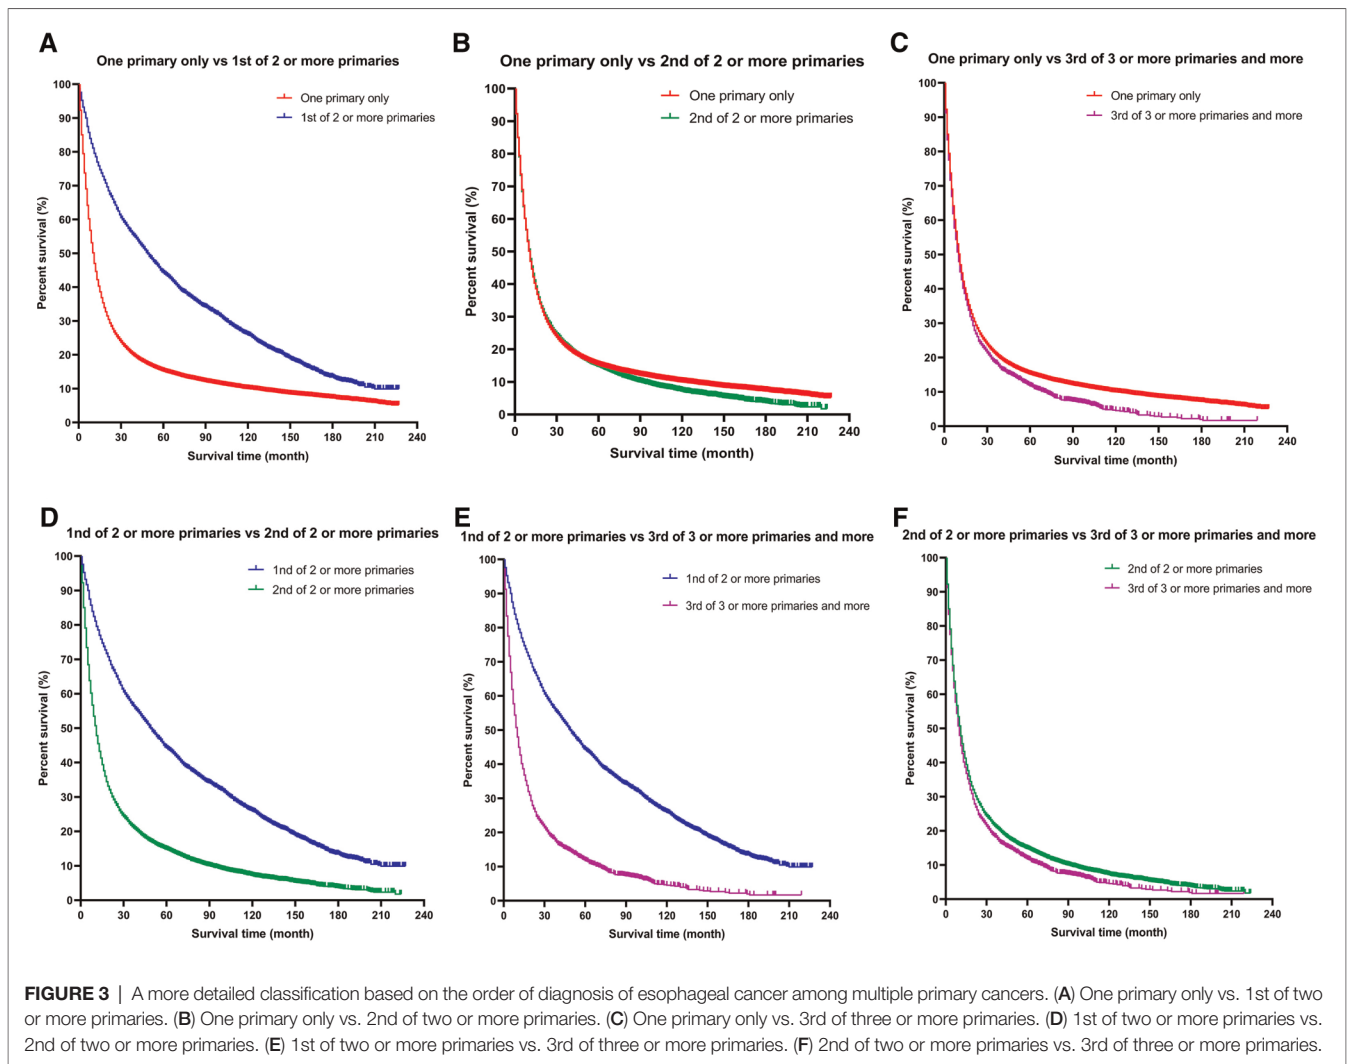 A
One primary only vs 1st of 2 or more primaries
One primary only
1st of 2 or more primaries
Percent survival (%)
100
90
80
70
60
50
40
30
20
10
0
0 30 60 90 120 150 180 210 240
Survival time (month)
B
One primary only vs 2nd of 2 or more primaries
One primary only
2nd of 2 or more primaries
Percent survival (%)
100
90
80
70
60
50
40
30
20
10
0
0 30 60 90 120 150 180 210 240
Survival time (month)
C
One primary only vs 3rd of 3 or more primaries and more
One primary only
3rd of 3 or more primaries and more
Percent survival (%)
100
90
80
70
60
50
40
30
20
10
0
0 30 60 90 120 150 180 210 240
Survival time (month)
D
1nd of 2 or more primaries vs 2nd of 2 or more primaries
1nd of 2 or more primaries
2nd of 2 or more primaries
Percent survival (%)
100
90
80
70
60
50
40
30
20
10
0
0 30 60 90 120 150 180 210 240
Survival time (month)
E
1nd of 2 or more primaries vs 3rd of 3 or more primaries and more
1nd of 2 or more primaries
3rd of 3 or more primaries and more
Percent survival (%)
100
90
80
70
60
50
40
30
20
10
0
0 30 60 90 120 150 180 210 240
Survival time (month)
F
2nd of 2 or more primaries vs 3rd of 3 or more primaries and more
2nd of 2 or more primaries
3rd of 3 or more primaries and more
Percent survival (%)
100
90
80
70
60
50
40
30
20
10
0
0 30 60 90 120 150 180 210 240
Survival time (month)
FIGURE 3 | A more detailed classification based on the order of diagnosis of esophageal cancer among multiple primary cancers. (A) One primary only vs. 1st of two
or more primaries. (B) One primary only vs. 2nd of two or more primaries. (C) One primary only vs. 3rd of three or more primaries. (D) 1st of two or more primaries vs.
2nd of two or more primaries. (E) 1st of two or more primaries vs. 3rd of three or more primaries. (F) 2nd of two or more primaries vs. 3rd of three or more primaries.